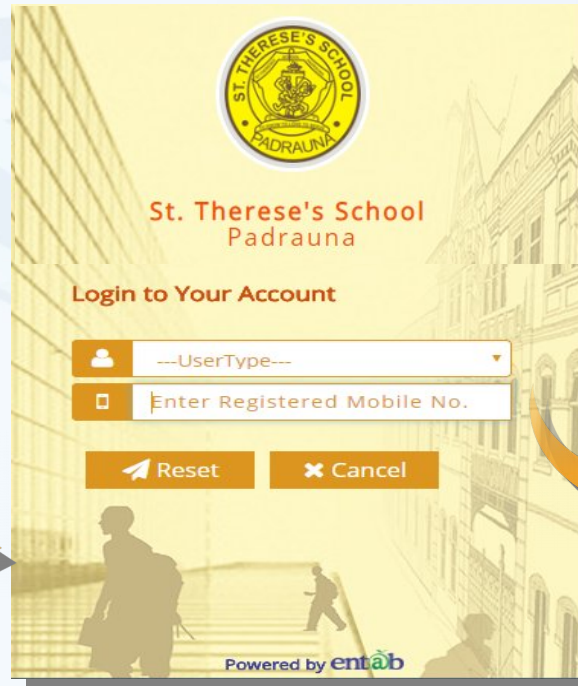 ST. THERESE'S SCHOOL
PADRAUNA
St. Therese's School
Padrauna
Login to Your Account
---UserType---
Enter Registered Mobile No.
Reset
Cancel
Powered by entab